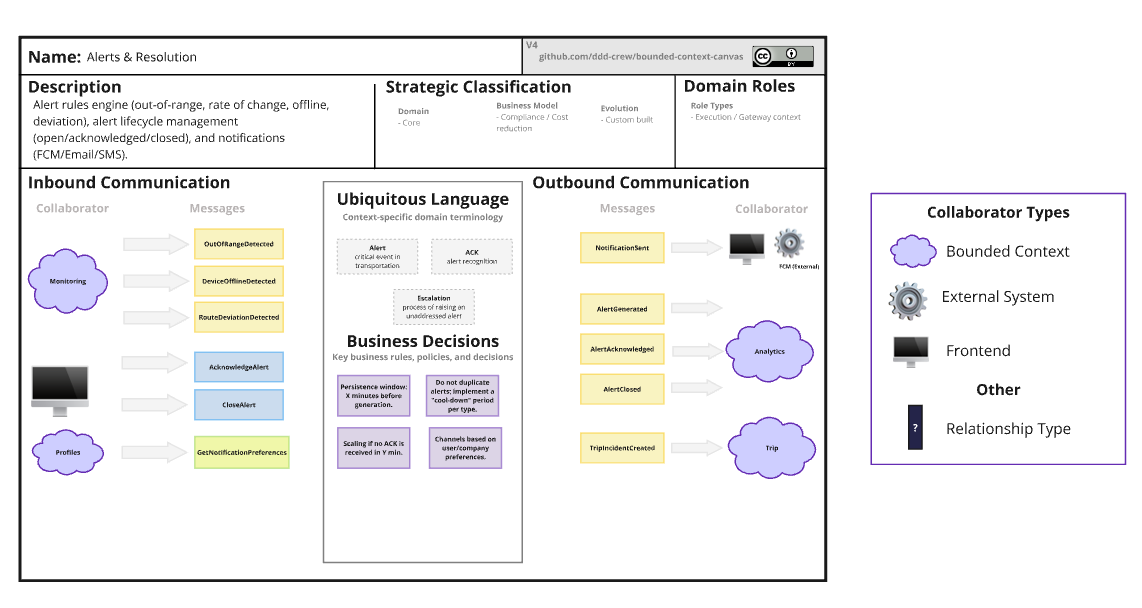 Name: Alerts & Resolution
V4
github.com/ddd-crew/bounded-context-canvas
cc
BY
Description
Alert rules engine (out-of-range, rate of change, offline,
deviation), alert lifecycle management
(open/acknowledged/closed), and notifications
(FCM/Email/SMS).
Strategic Classification
Domain
- Core
Business Model
- Compliance / Cost
reduction
Evolution
- Custom built
Domain Roles
Role Types
- Execution / Gateway context
Inbound Communication
Collaborator
Messages
Monitoring
OutOfRangeDetected
DeviceOfflineDetected
RouteDeviationDetected
AcknowledgeAlert
CloseAlert
Profiles
GetNotificationPreferences
Ubiquitous Language
Context-specific domain terminology
Alert
critical event in
transportation
ACK
alert recognition
Escalation
process of raising an
unaddressed alert
Business Decisions
Key business rules, policies, and decisions
Persistence window:
X minutes before
generation.
Do not duplicate
alerts; implement a
"cool-down" period
per type.
Scaling if no ACK is
received in Y min.
Channels based on
user/company
preferences.
Outbound Communication
Messages
Collaborator
NotificationSent
FCM (External)
AlertGenerated
AlertAcknowledged
AlertClosed
Analytics
TripIncidentCreated
Trip
Collaborator Types
Bounded Context
External System
Frontend
Other
?
Relationship Type